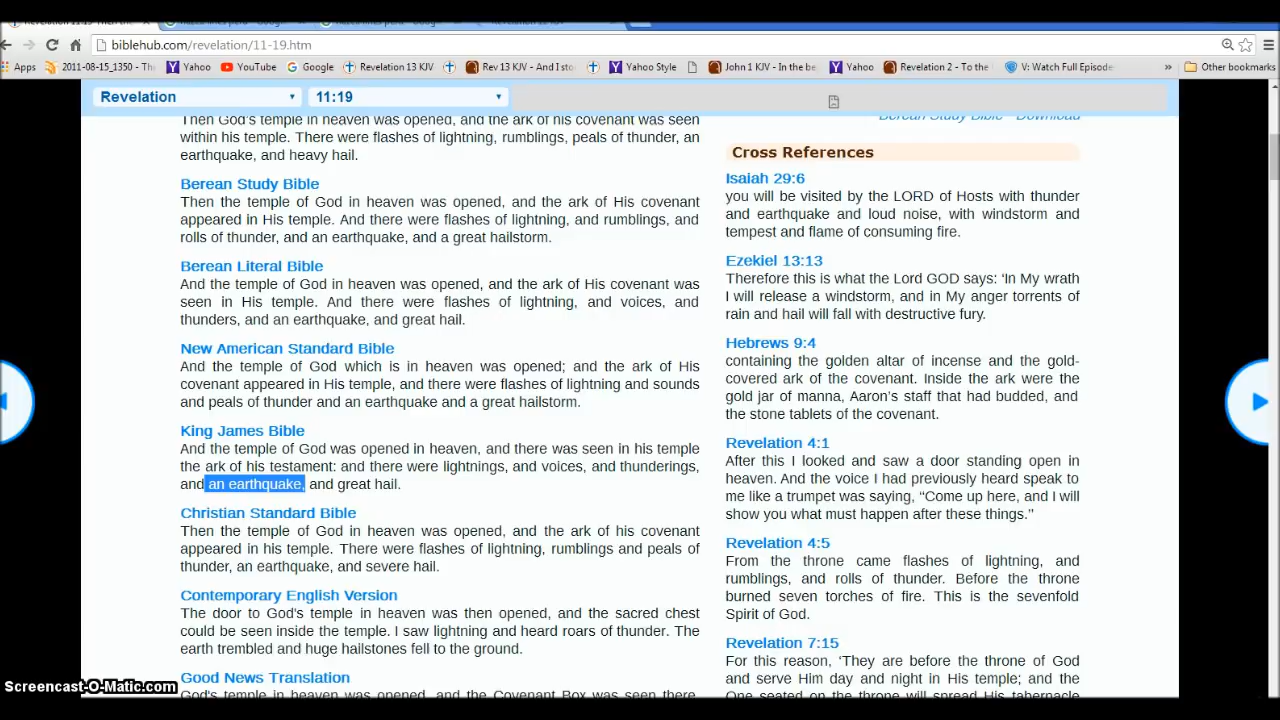 biblehub.com/revelation/11-19.htm
Apps 2011-08-15_1350 - Th Yahoo YouTube Google Revelation 13 KJV Rev 13 KJV - And I sto Yahoo Style John 1 KJV - In the be Yahoo Revelation 2 - To the V: Watch Full Episode » Other bookmarks
Revelation 11:19
Then God's temple in heaven was opened, and the ark of his covenant was seen
within his temple. There were flashes of lightning, rumblings, peals of thunder, an
earthquake, and heavy hail.
Berean Study Bible
Then the temple of God in heaven was opened, and the ark of His covenant
appeared in His temple. And there were flashes of lightning, and rumblings, and
rolls of thunder, and an earthquake, and a great hailstorm.
Berean Literal Bible
And the temple of God in heaven was opened, and the ark of His covenant was
seen in His temple. And there were flashes of lightning, and voices, and
thunders, and an earthquake, and great hail.
New American Standard Bible
And the temple of God which is in heaven was opened; and the ark of His
covenant appeared in His temple, and there were flashes of lightning and sounds
and peals of thunder and an earthquake and a great hailstorm.
King James Bible
And the temple of God was opened in heaven, and there was seen in his temple
the ark of his testament: and there were lightnings, and voices, and thunderings,
and an earthquake, and great hail.
Christian Standard Bible
Then the temple of God in heaven was opened, and the ark of his covenant
appeared in his temple. There were flashes of lightning, rumblings and peals of
thunder, an earthquake, and severe hail.
Contemporary English Version
The door to God's temple in heaven was then opened, and the sacred chest
could be seen inside the temple. I saw lightning and heard roars of thunder. The
earth trembled and huge hailstones fell to the ground.
Good News Translation
God's temple in heaven was opened, and the Covenant Box was seen there.
Berean Study Bible - Download
Cross References
Isaiah 29:6
you will be visited by the LORD of Hosts with thunder
and earthquake and loud noise, with windstorm and
tempest and flame of consuming fire.
Ezekiel 13:13
Therefore this is what the Lord GOD says: ‘In My wrath
I will release a windstorm, and in My anger torrents of
rain and hail will fall with destructive fury.
Hebrews 9:4
containing the golden altar of incense and the gold-
covered ark of the covenant. Inside the ark were the
gold jar of manna, Aaron’s staff that had budded, and
the stone tablets of the covenant.
Revelation 4:1
After this I looked and saw a door standing open in
heaven. And the voice I had previously heard speak to
me like a trumpet was saying, “Come up here, and I will
show you what must happen after these things.”
Revelation 4:5
From the throne came flashes of lightning, and
rumblings, and rolls of thunder. Before the throne
burned seven torches of fire. This is the sevenfold
Spirit of God.
Revelation 7:15
For this reason, ‘They are before the throne of God
and serve Him day and night in His temple; and the
One seated on the throne will spread His tabernacle
Screencast-O-Matic.com